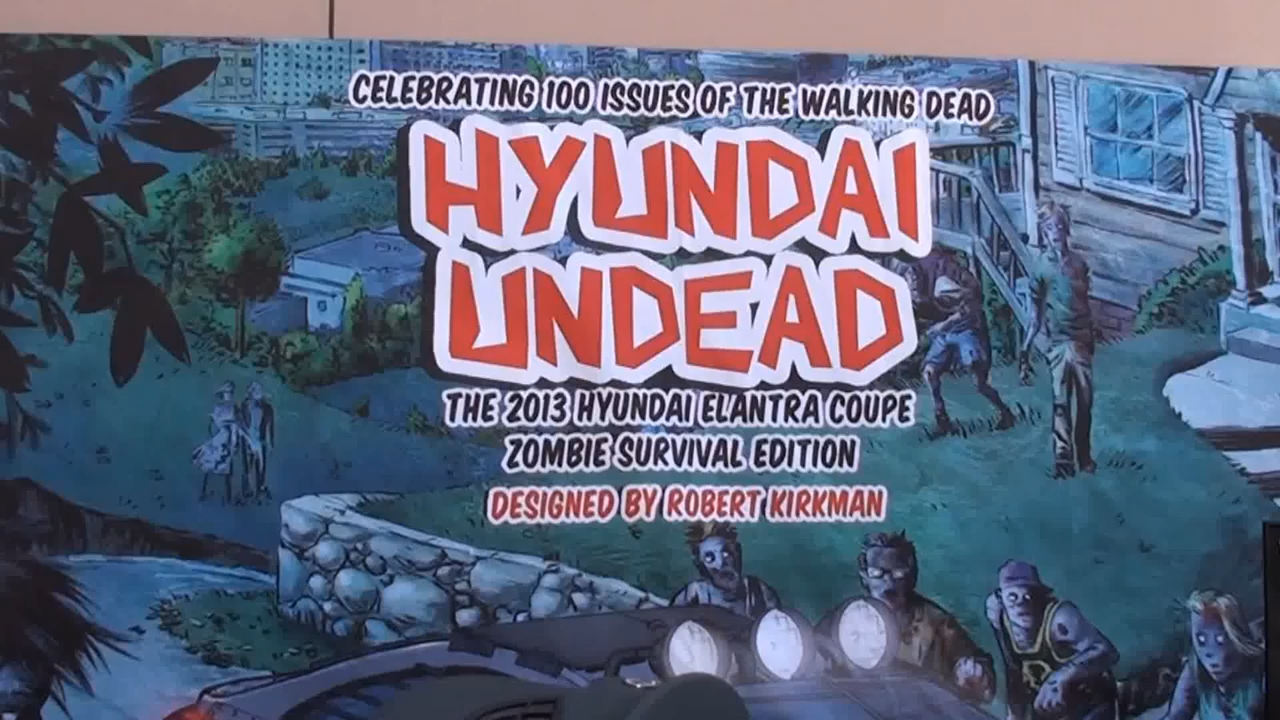 CELEBRATING 100 ISSUES OF THE WALKING DEAD
HYUNDAI
UNDEAD
THE 2013 HYUNDAI ELANTRA COUPE
ZOMBIE SURVIVAL EDITION
DESIGNED BY ROBERT KIRKMAN